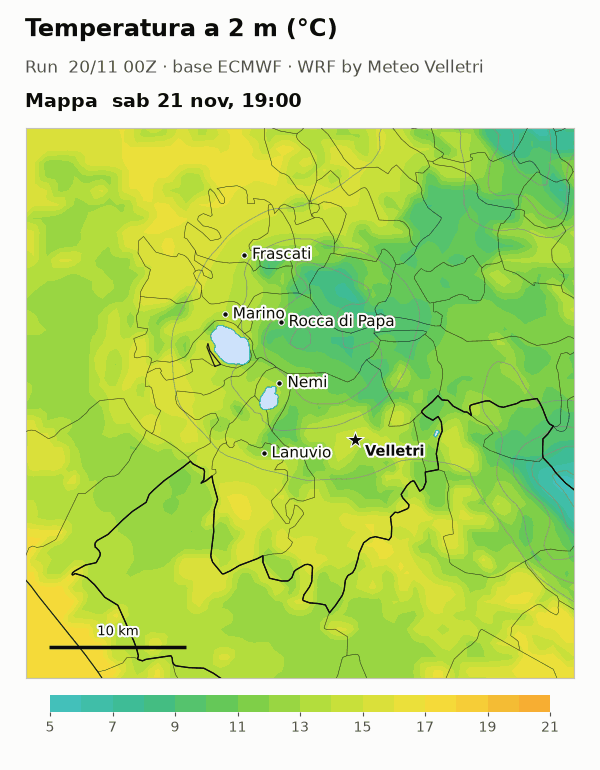 Temperatura a 2 m (°C)
Run  20/11 00Z · base ECMWF · WRF by Meteo Velletri
Mappa  sab 21 nov, 19:00
Frascati
Marino
Rocca di Papa
Nemi
Velletri
Lanuvio
10 km
5 7 9 11 13 15 17 19 21